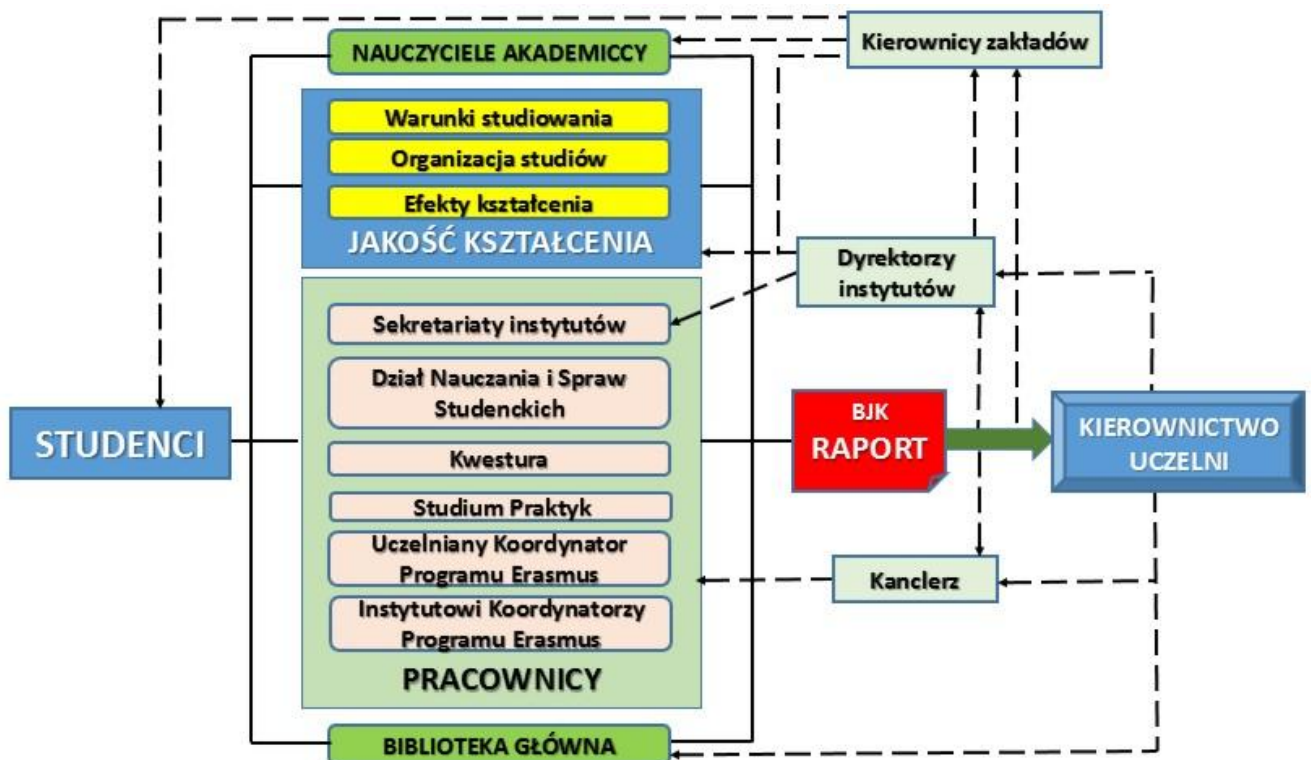 NAUCZYCIELE AKADEMICCY
Kierownicy zakładów
Warunki studiowania
Organizacja studiów
Efekty kształcenia
JAKOŚĆ KSZTAŁCENIA
Dyrektorzy
instytutów
Sekretariaty instytutów
Dział Nauczania i Spraw
Studenckich
STUDENCI
BJK
RAPORT
KIEROWNICTWO
UCZELNI
Kwestura
Studium Praktyk
Uczelniany Koordynator
Programu Erasmus
Kanclerz
Instytutowi Koordynatorzy
Programu Erasmus
PRACOWNICY
BIBLIOTEKA GŁÓWNA